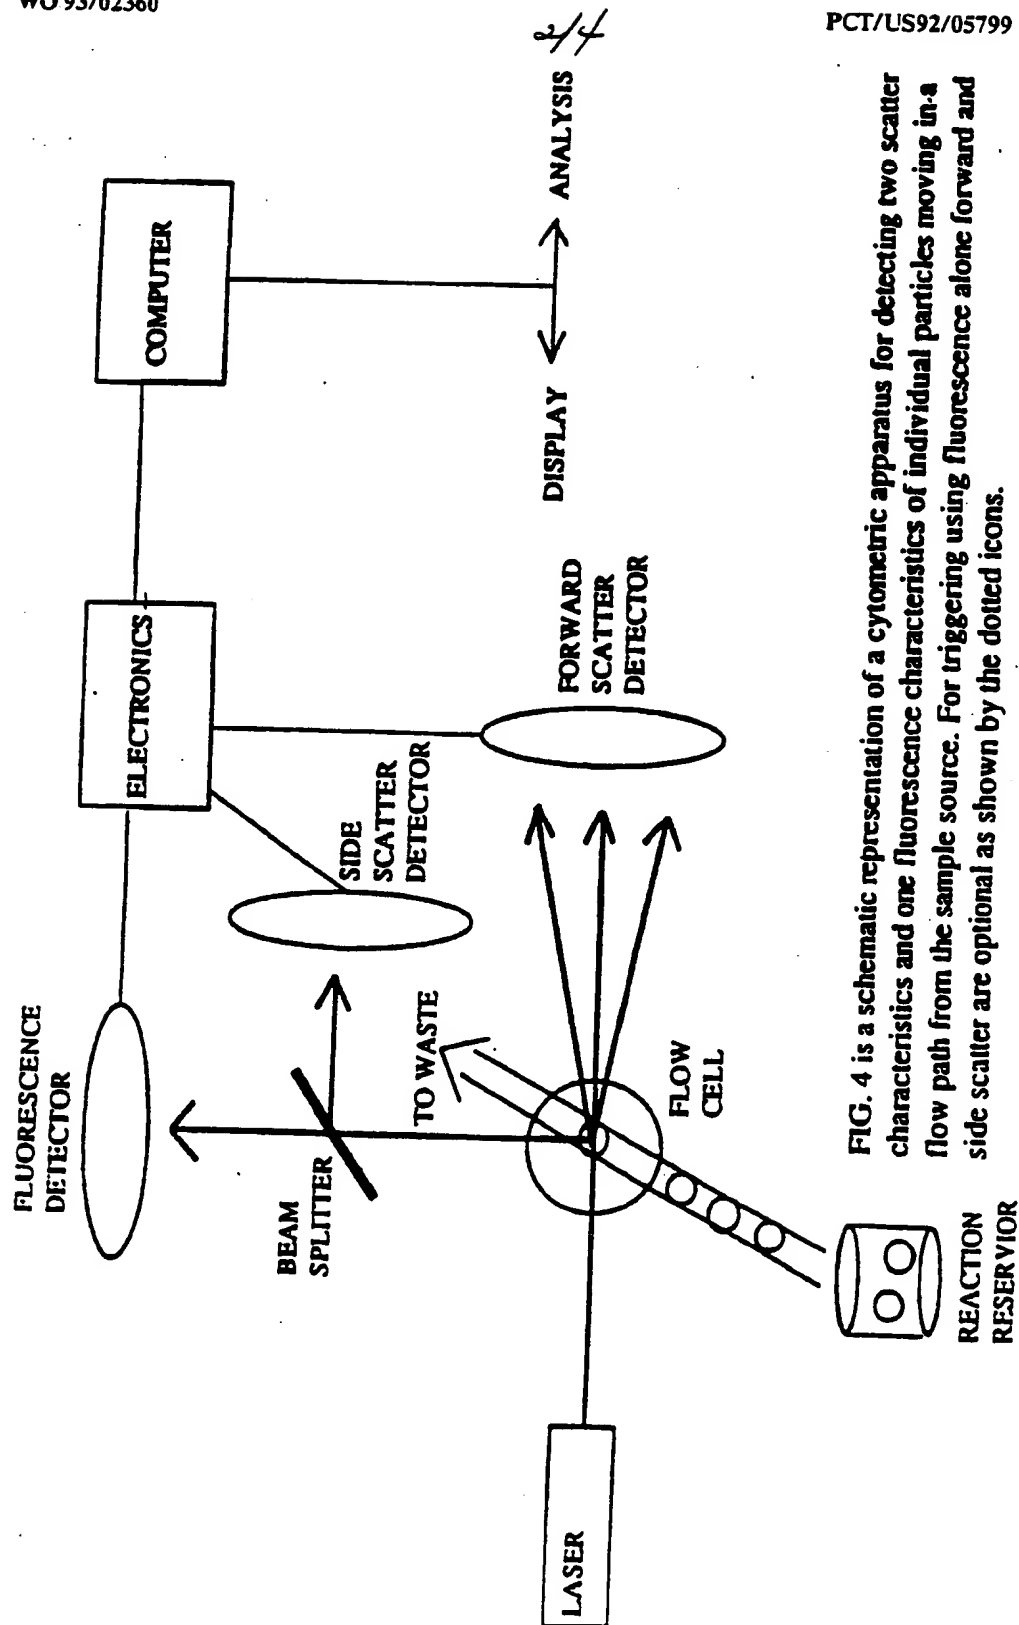 WO 93/02360
PCT/US92/05799
2/4
FLUORESCENCE
DETECTOR
BEAM
SPLITTER
TO WASTE
SIDE
SCATTER
DETECTOR
ELECTRONICS
COMPUTER
LASER
FLOW
CELL
FORWARD
SCATTER
DETECTOR
DISPLAY
ANALYSIS
REACTION
RESERVIOR
FIG. 4 is a schematic representation of a cytometric apparatus for detecting two scatter
characteristics and one fluorescence characteristics of individual particles moving in-a
flow path from the sample source. For triggering using fluorescence alone forward and
side scatter are optional as shown by the dotted icons.